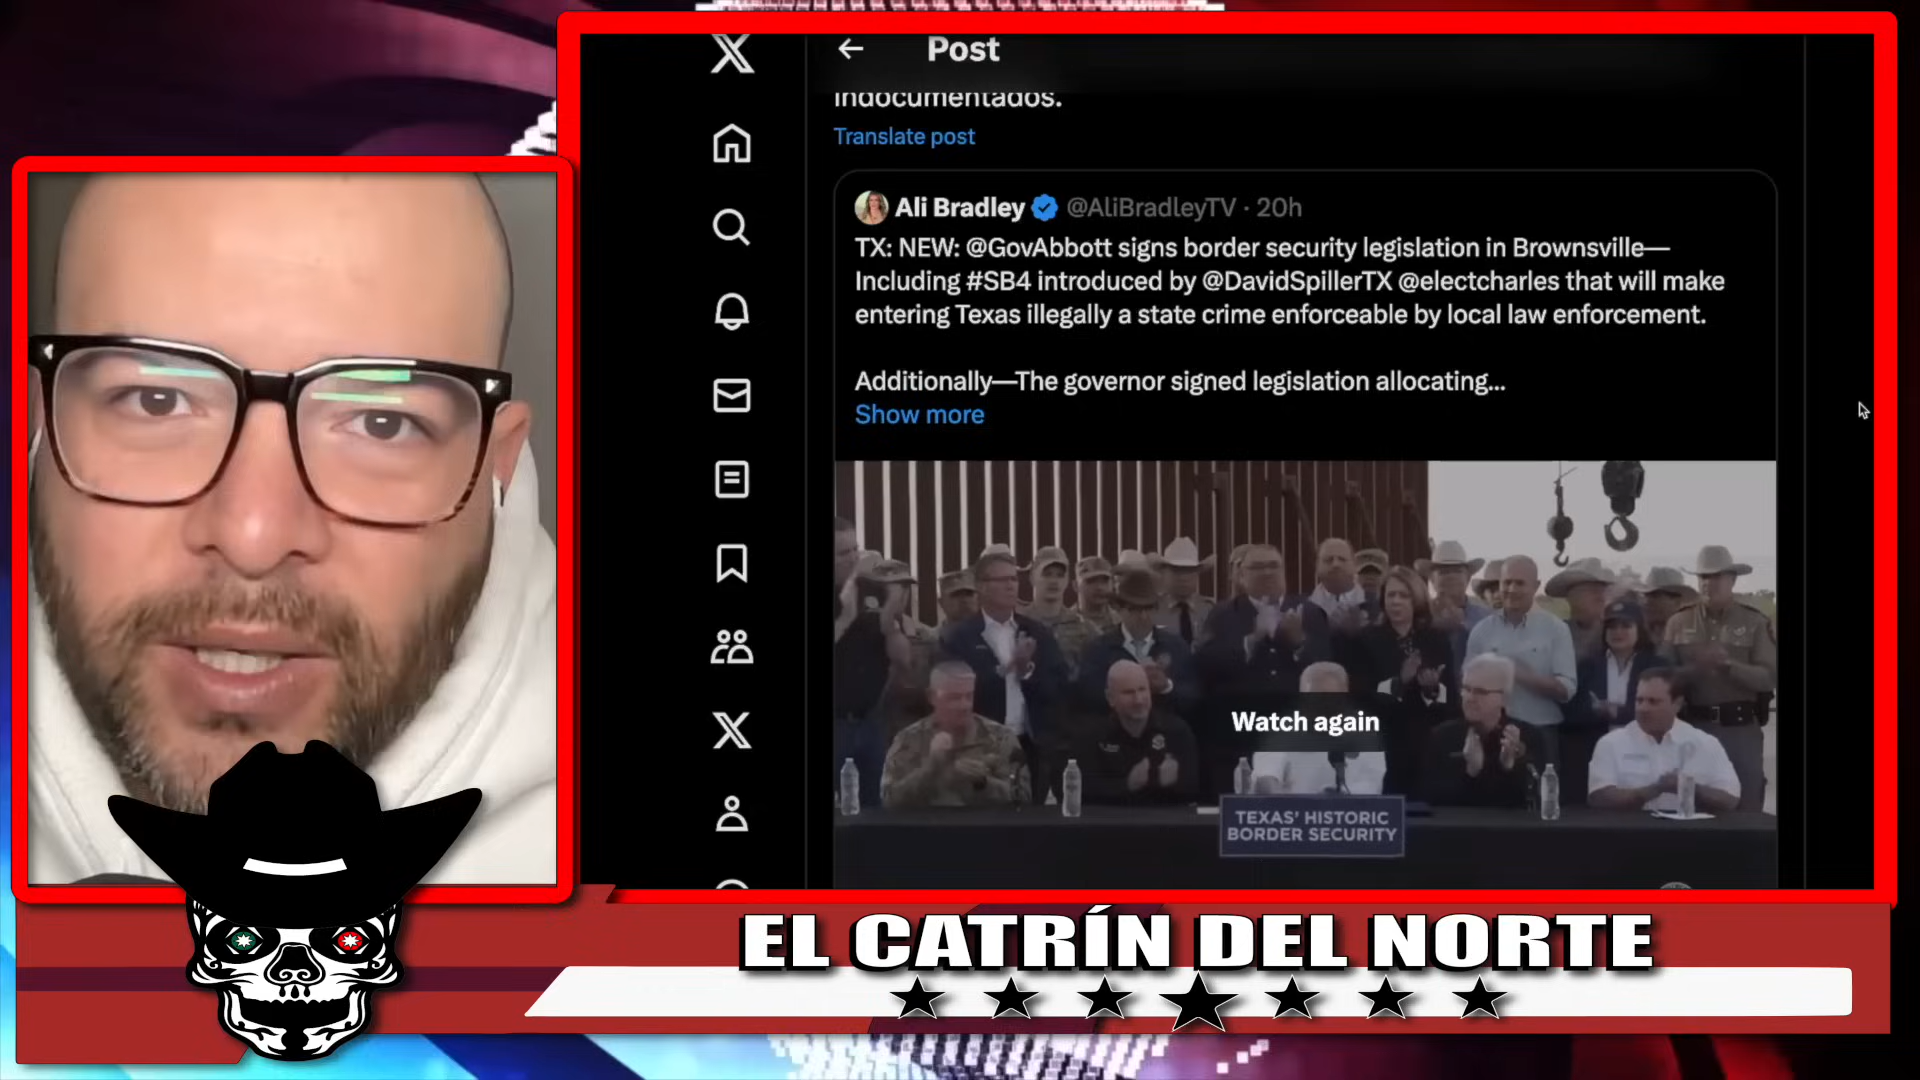 Post
indocumentados.
Translate post
Ali Bradley @AliBradleyTV · 20h
TX: NEW: @GovAbbott signs border security legislation in Brownsville—
Including #SB4 introduced by @DavidSpillerTX @electcharles that will make
entering Texas illegally a state crime enforceable by local law enforcement.
Additionally—The governor signed legislation allocating...
Show more
Watch again
TEXAS' HISTORIC
BORDER SECURITY
EL CATRÍN DEL NORTE